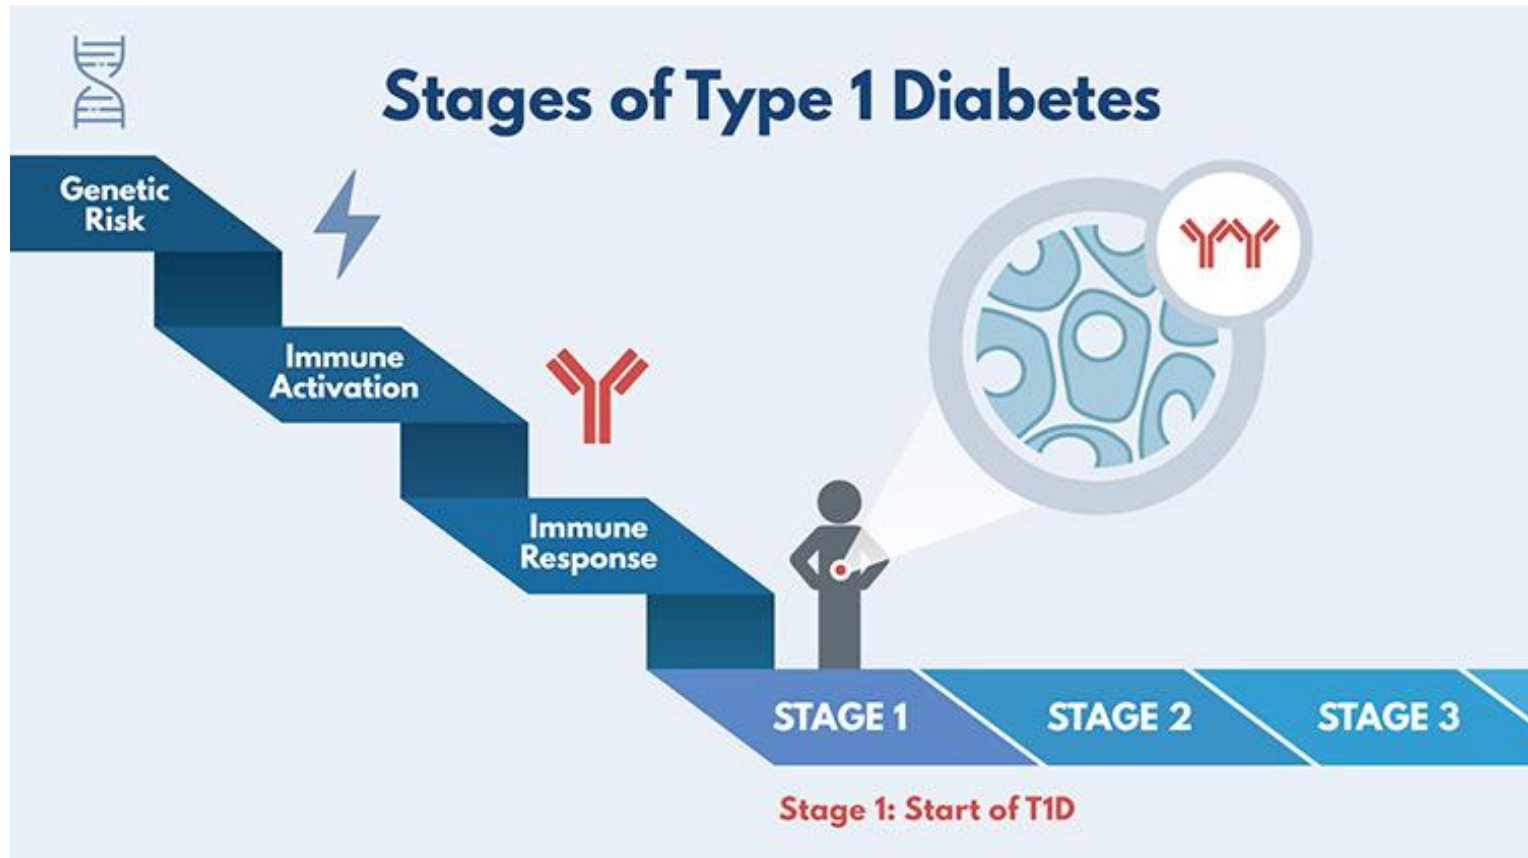 Stages of Type 1 Diabetes
Genetic
Risk
Immune
Activation
Immune
Response
STAGE 1
STAGE 2
STAGE 3
Stage 1: Start of T1D